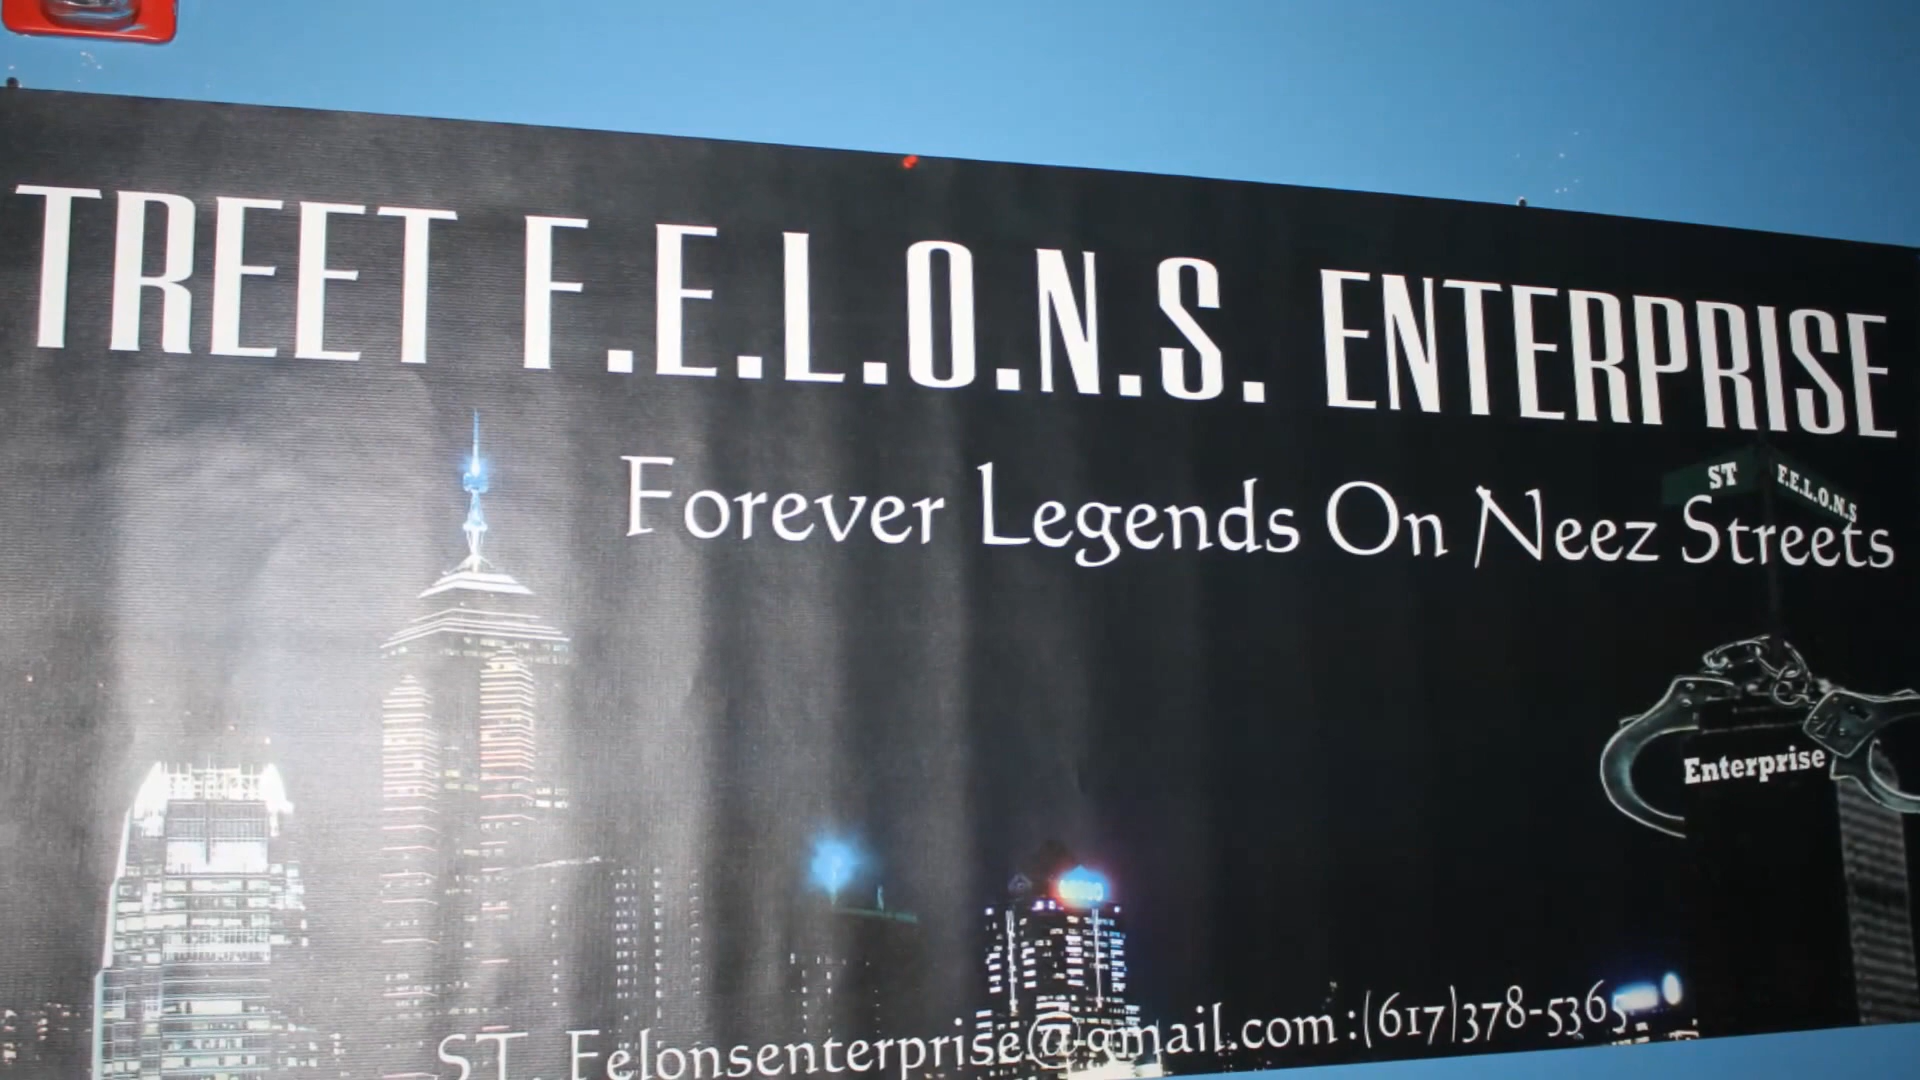 TREET F.E.L.O.N.S. ENTERPRISE
Forever Legends On Neez Streets
ST F.E.L.O.N.S
Enterprise
ST. Felonsenterprise@gmail.com:(617)378-5365